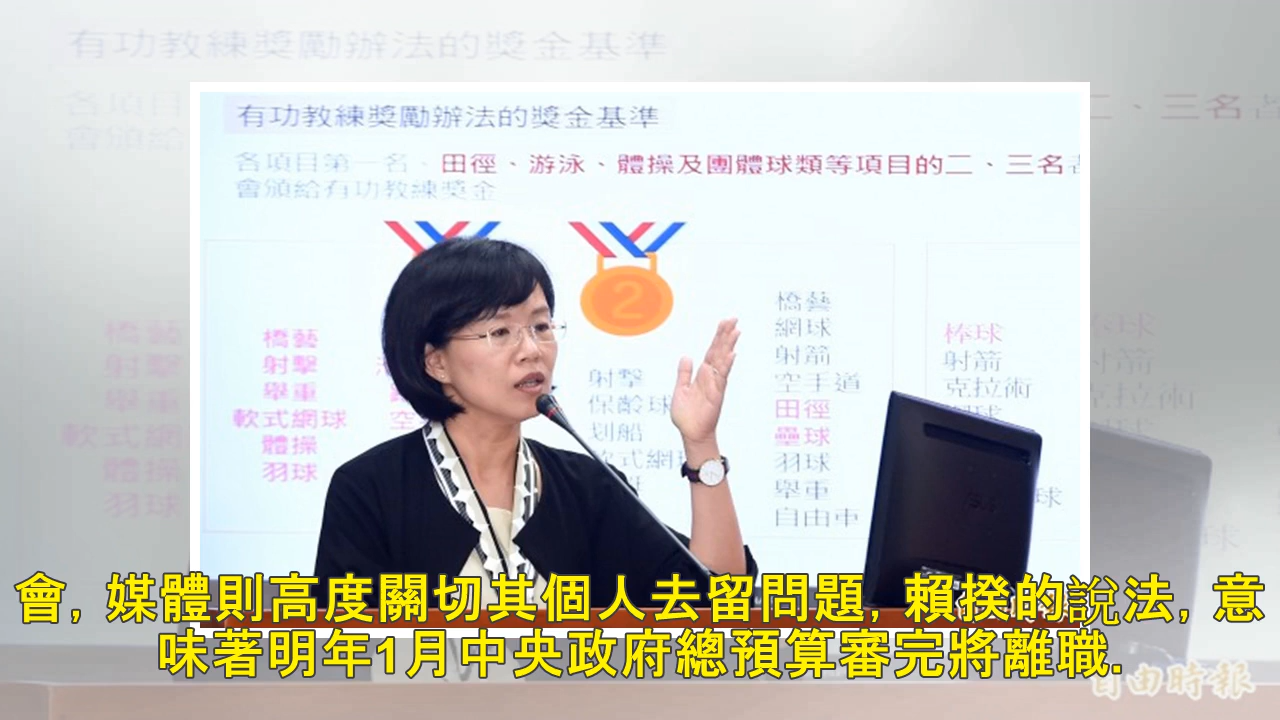 有功教練獎勵辦法的獎金基準
各項目第一名、田徑、游泳、體操及團體球類等項目的二、三名
會頒給有功教練獎金
橋藝
射擊
舉重
軟式網球
體操
羽球
2
射擊
保齡球
划船
軟式網
橋藝
網球
射箭
空手道
田徑
壘球
羽球
舉重
自由車
棒球
射箭
克拉術
球
會, 媒體則高度關切其個人去留問題, 賴揆的說法, 意
味著明年1月中央政府總預算審完將離職.
自由時報